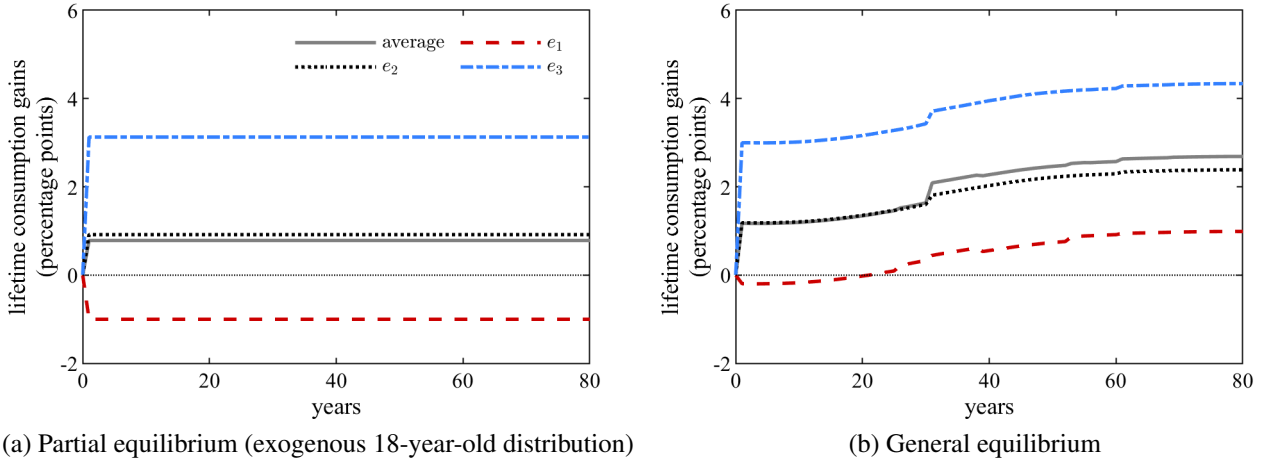 lifetime consumption gains
(percentage points)
6
4
2
0
-2
average
e1
e2
e3
0
20
40
60
80
years
(a) Partial equilibrium (exogenous 18-year-old distribution)
lifetime consumption gains
(percentage points)
6
4
2
0
-2
0
20
40
60
80
years
(b) General equilibrium